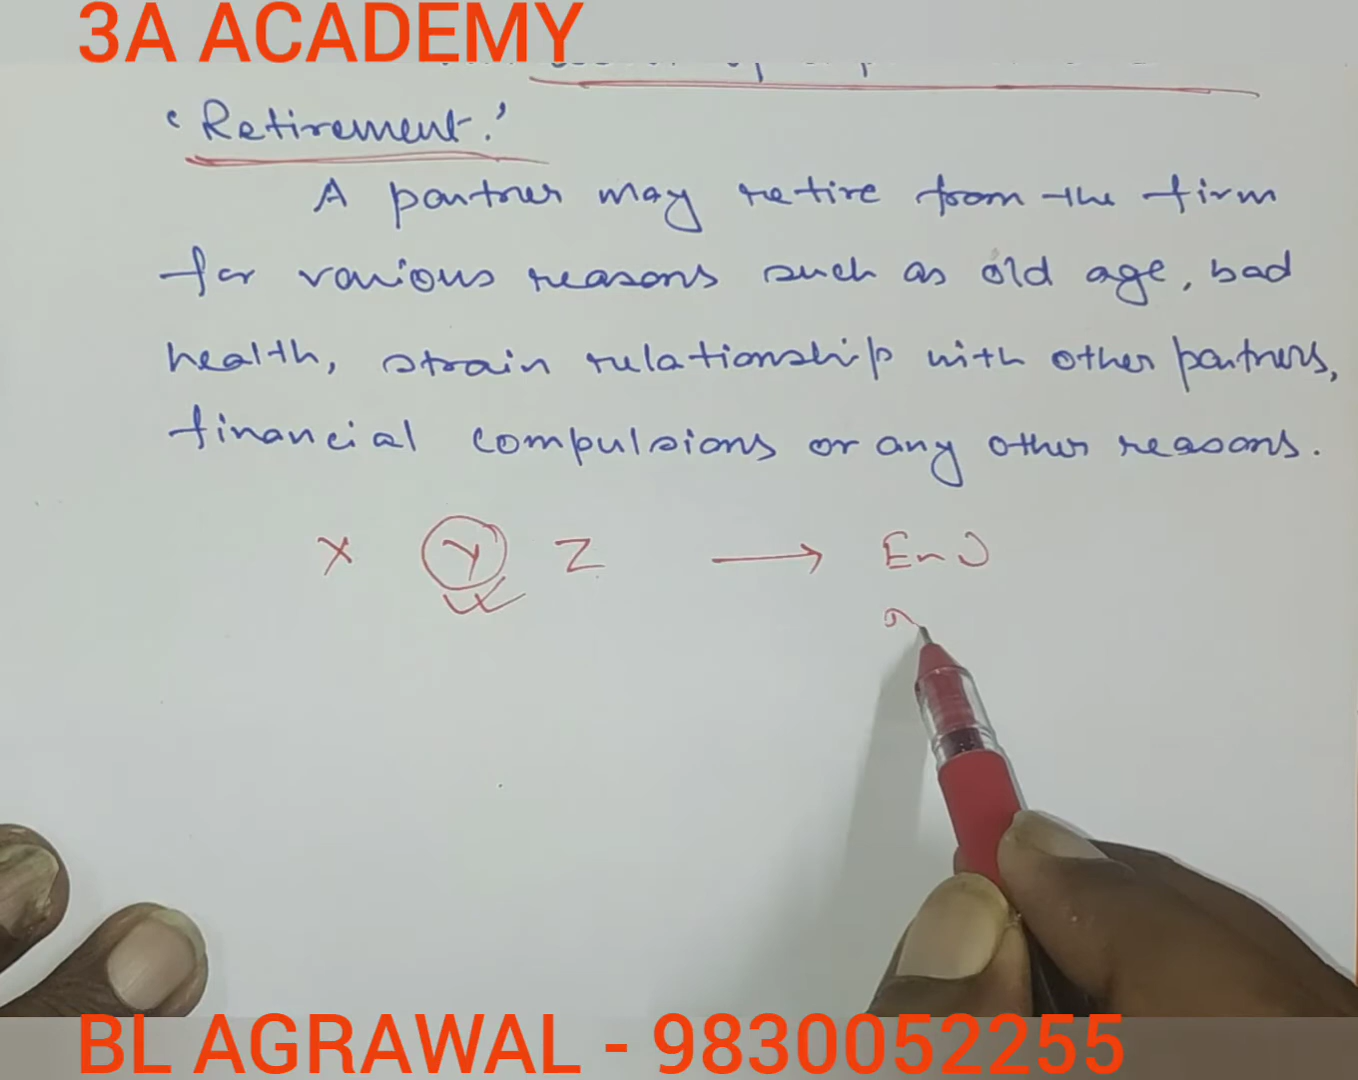 3A ACADEMY
'Retirement.'
A partner may retire from the firm
for various reasons such as old age, bad
health, strain relationship with other partners,
financial compulsions or any other reasons.
X Y Z → End
BL AGRAWAL - 9830052255